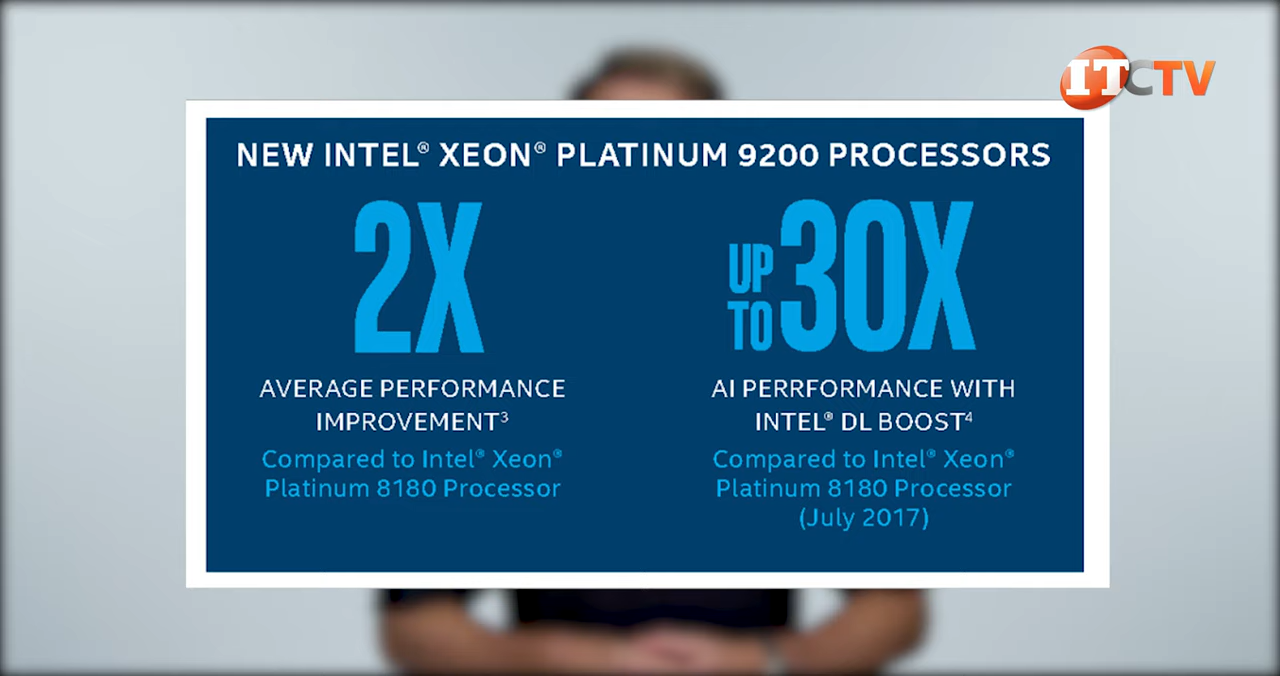 ITCTV
NEW INTEL® XEON® PLATINUM 9200 PROCESSORS
2X
AVERAGE PERFORMANCE
IMPROVEMENT³
Compared to Intel® Xeon®
Platinum 8180 Processor
UP
TO 30X
AI PERRFORMANCE WITH
INTEL® DL BOOST⁴
Compared to Intel® Xeon®
Platinum 8180 Processor
(July 2017)